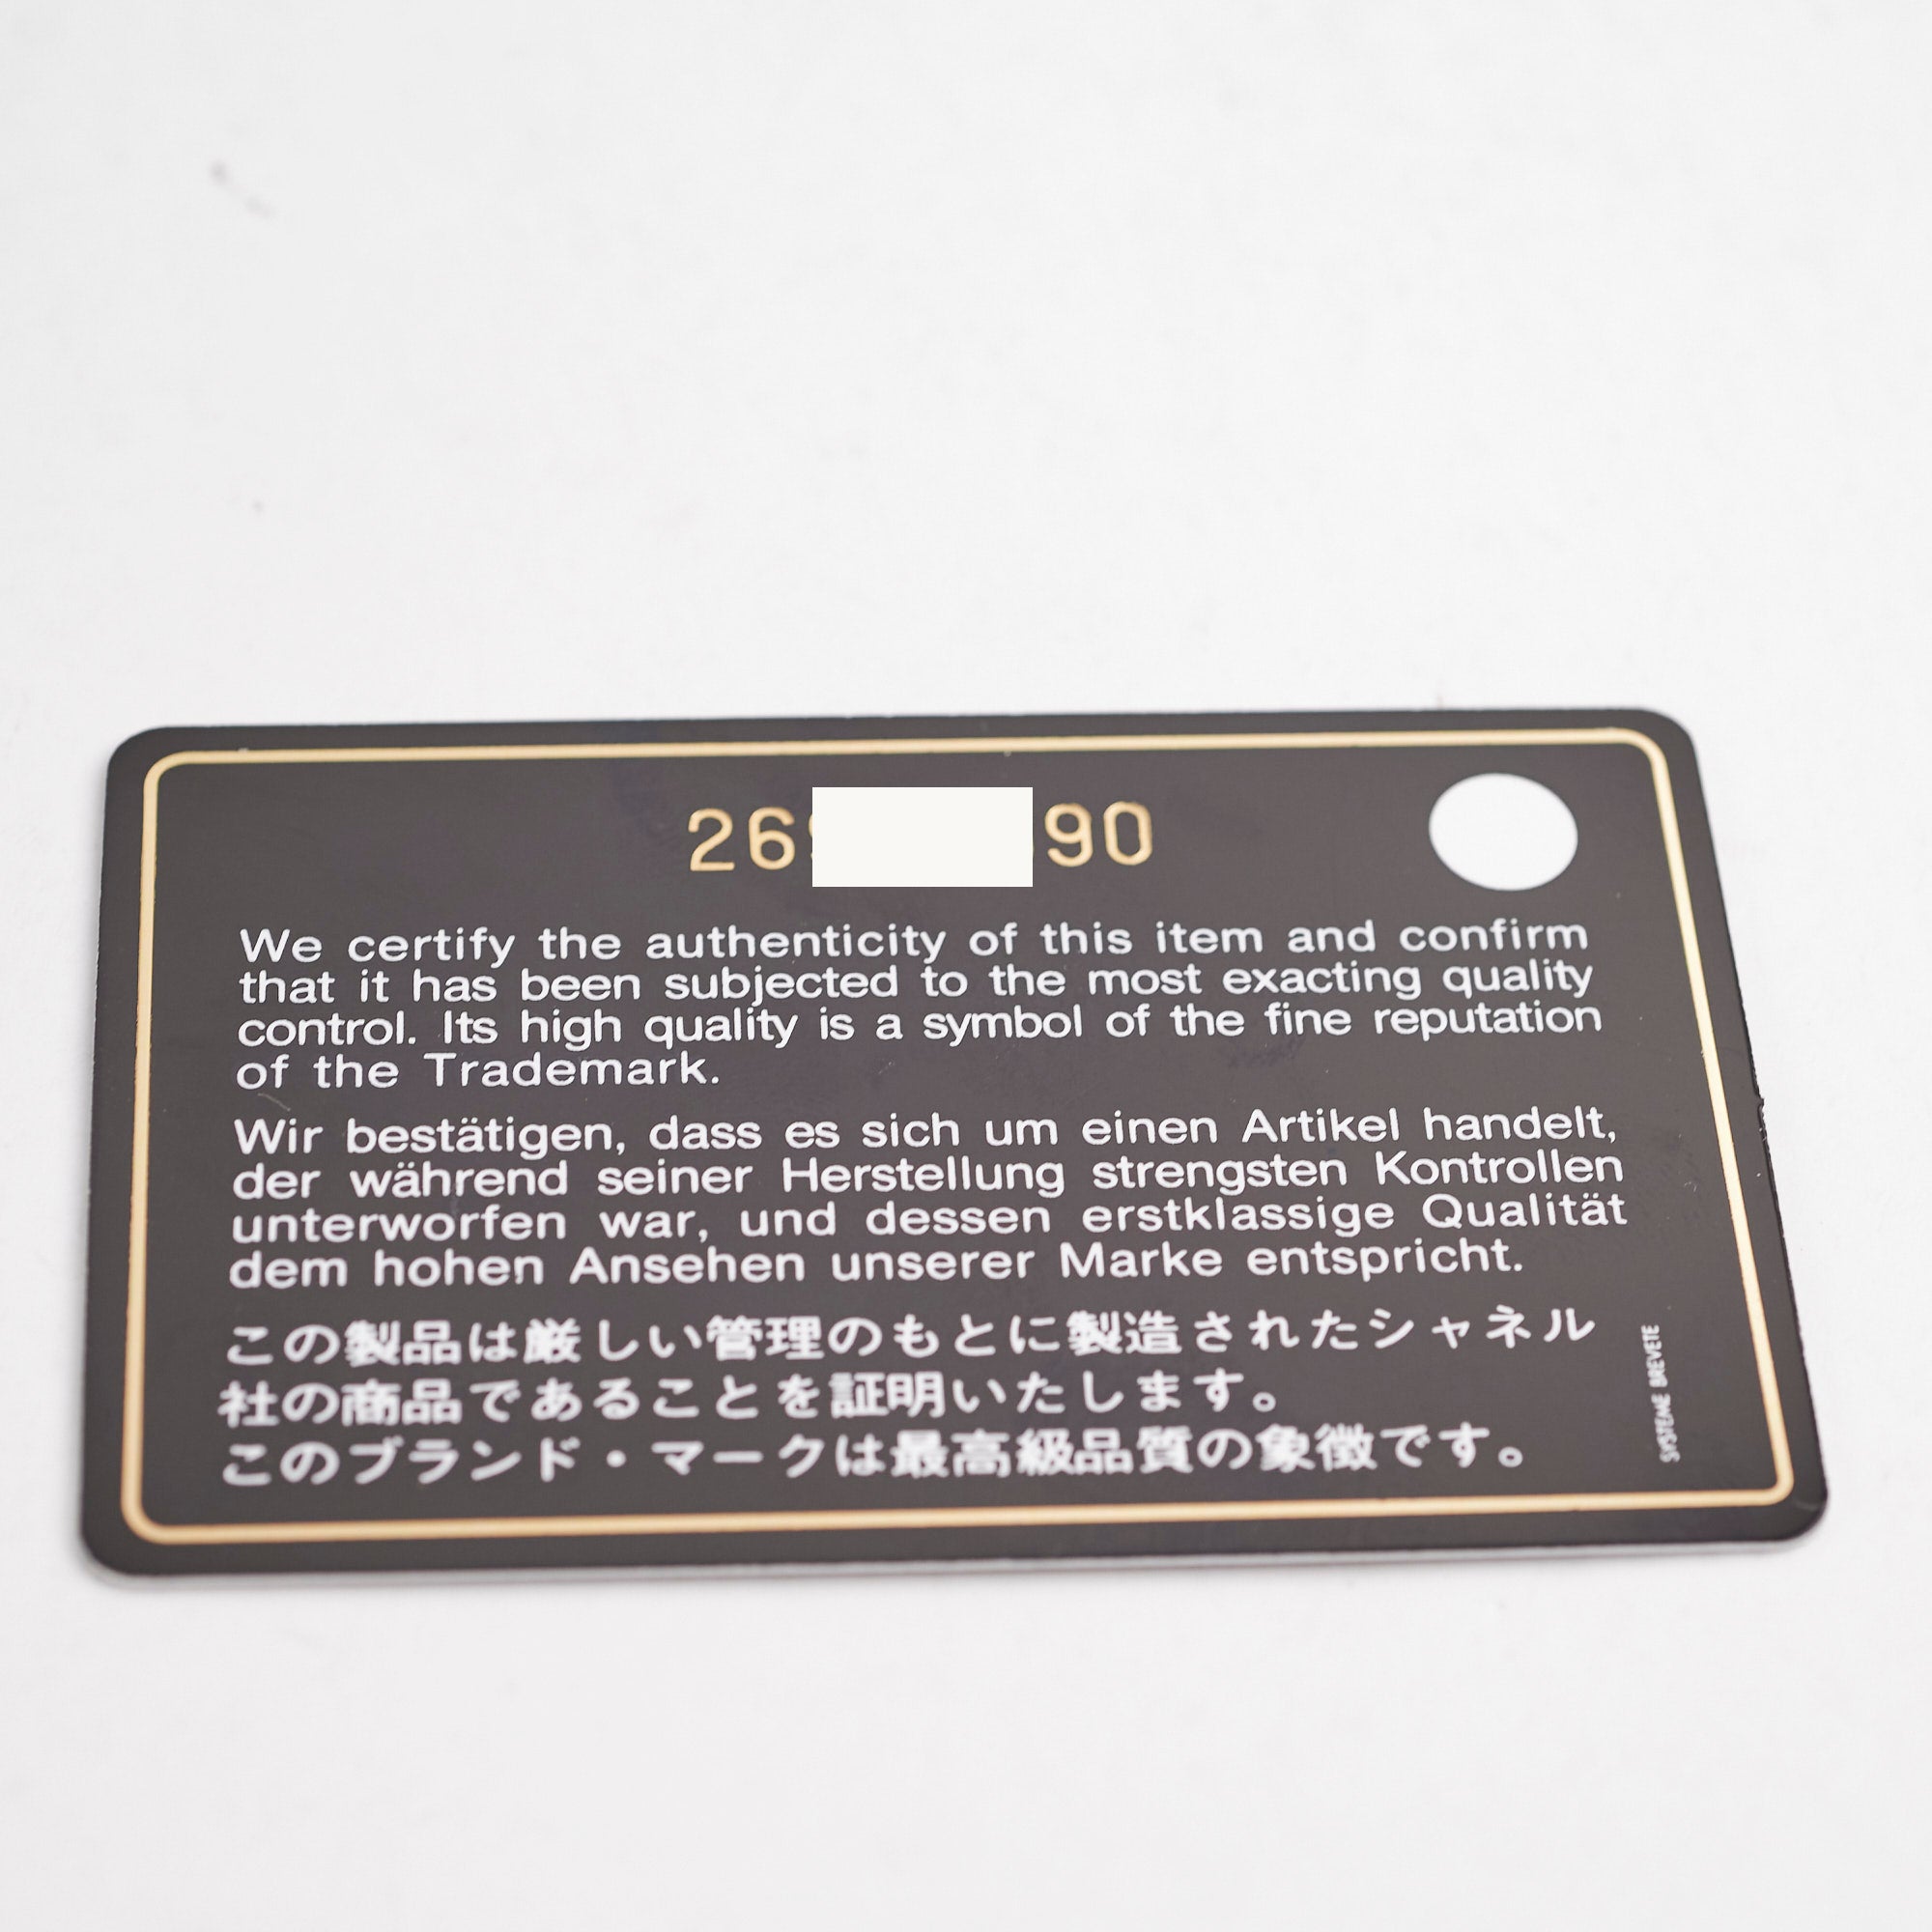 26 90
We certify the authenticity of this item and confirm
that it has been subjected to the most exacting quality
control. Its high quality is a symbol of the fine reputation
of the Trademark.
Wir bestätigen, dass es sich um einen Artikel handelt,
der während seiner Herstellung strengsten Kontrollen
unterworfen war, und dessen erstklassige Qualität
dem hohen Ansehen unserer Marke entspricht.
この製品は厳しい管理のもとに製造されたシャネル
社の商品であることを証明いたします。
このブランド・マークは最高級品質の象徴です。
SYSTEME BREVETE